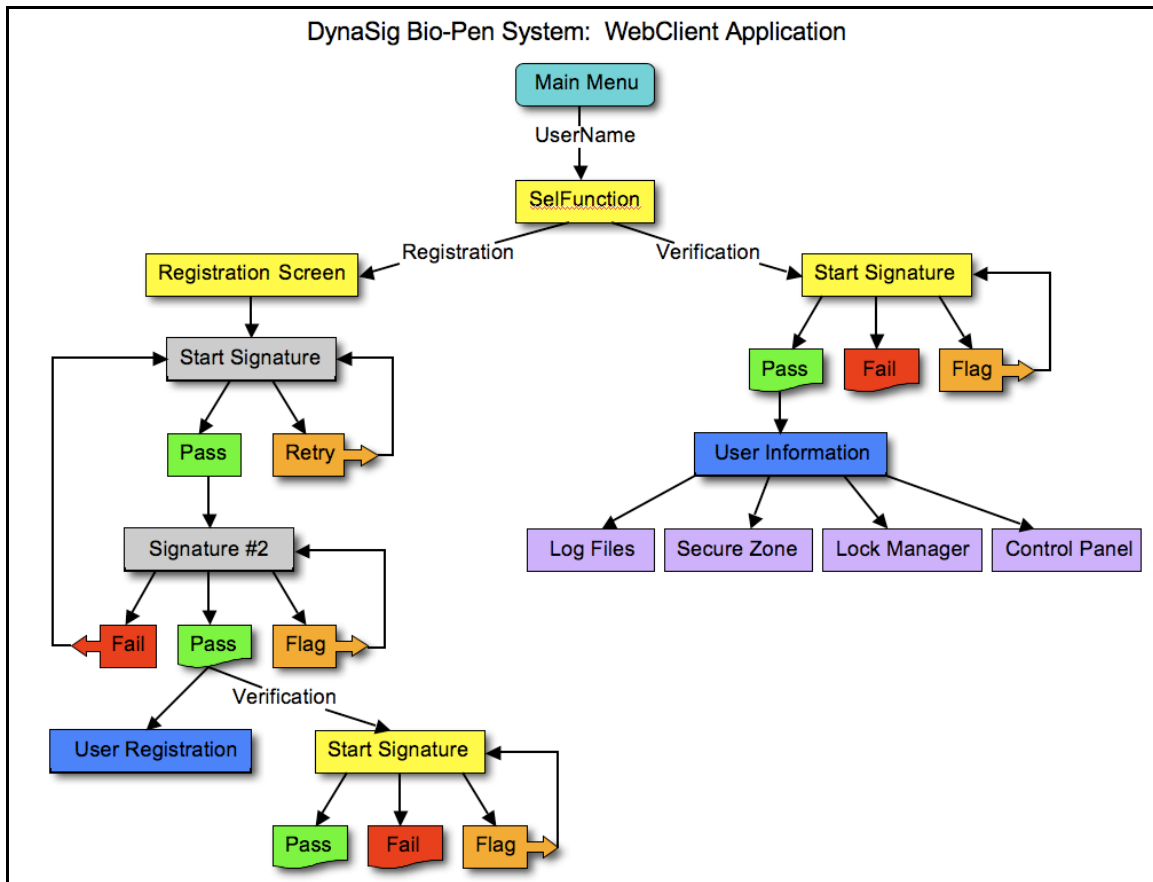 DynaSig Bio-Pen System: WebClient Application
Main Menu
UserName
SelFunction
Registration
Verification
Registration Screen
Start Signature
Start Signature
Pass
Fail
Flag
Pass
Retry
User Information
Signature #2
Log Files
Secure Zone
Lock Manager
Control Panel
Fail
Pass
Flag
Verification
User Registration
Start Signature
Pass
Fail
Flag